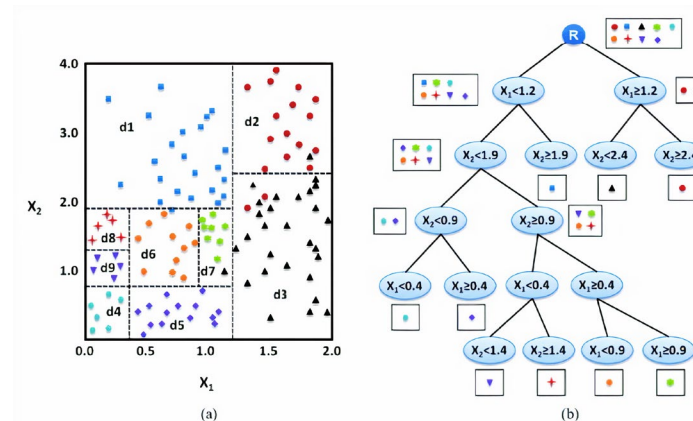 4.0
3.0
2.0
1.0
0.0
0.5
1.0
1.5
2.0
X₂
X₁
d1
d2
d8
d6
d9
d7
d3
d4
d5
(a)
R
X₁<1.2
X₁≥1.2
X₂<1.9
X₂≥1.9
X₂<2.4
X₂≥2.4
X₂<0.9
X₂≥0.9
X₁<0.4
X₁≥0.4
X₁<0.4
X₁≥0.4
X₂<1.4
X₂≥1.4
X₁<0.9
X₁≥0.9
(b)